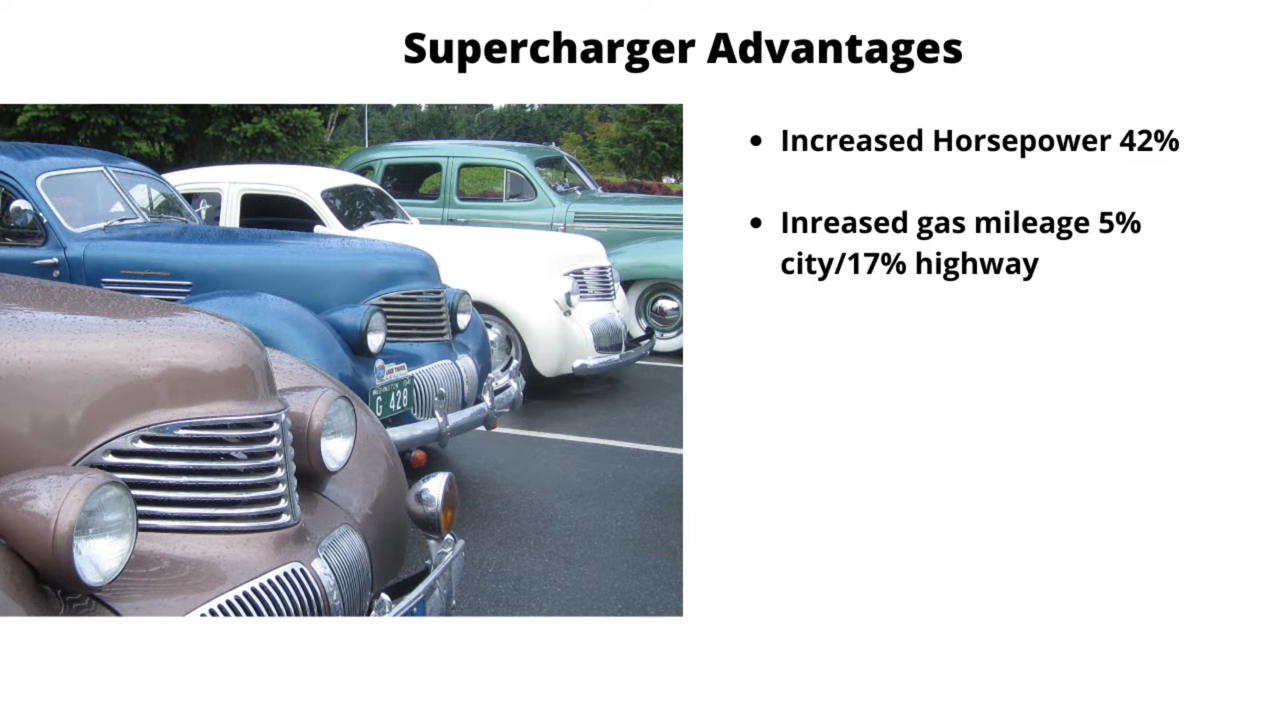 Supercharger Advantages
• Increased Horsepower 42%
• Inreased gas mileage 5%
city/17% highway
G 428